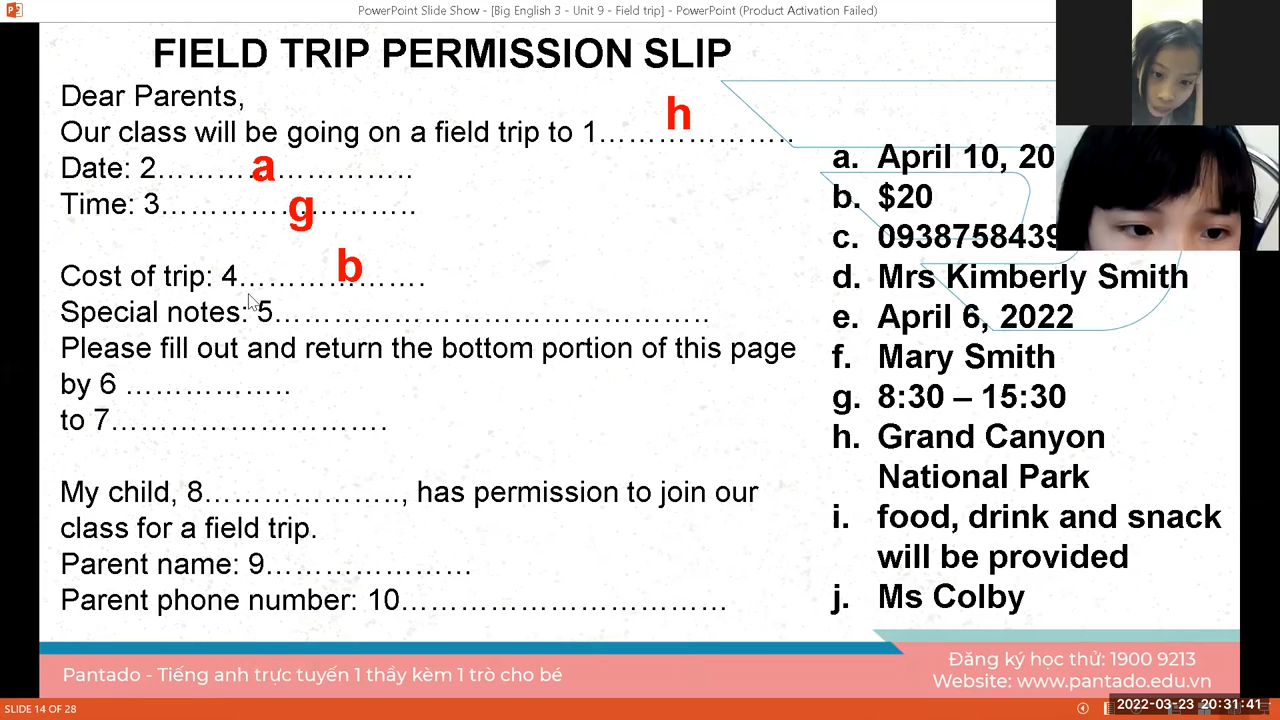 PowerPoint Slide Show - [Big English 3 - Unit 9 - Field trip] - PowerPoint (Product Activation Failed)
FIELD TRIP PERMISSION SLIP
Dear Parents,
Our class will be going on a field trip to 1…………………..
h
Date: 2……………………..
a
Time: 3……………………..
g
Cost of trip: 4……………….
b
Special notes: 5……………………………………..
Please fill out and return the bottom portion of this page
by 6 ……………..
to 7……………………….
My child, 8……………….., has permission to join our
class for a field trip.
Parent name: 9…………………
Parent phone number: 10……………………………
a. April 10, 20
b. $20
c. 0938758439
d. Mrs Kimberly Smith
e. April 6, 2022
f. Mary Smith
g. 8:30 – 15:30
h. Grand Canyon
National Park
i. food, drink and snack
will be provided
j. Ms Colby
Pantado - Tiếng anh trực tuyến 1 thầy kèm 1 trò cho bé
Đăng ký học thử: 1900 9213
Website: www.pantado.edu.vn
SLIDE 14 OF 28
2022-03-23 20:31:41